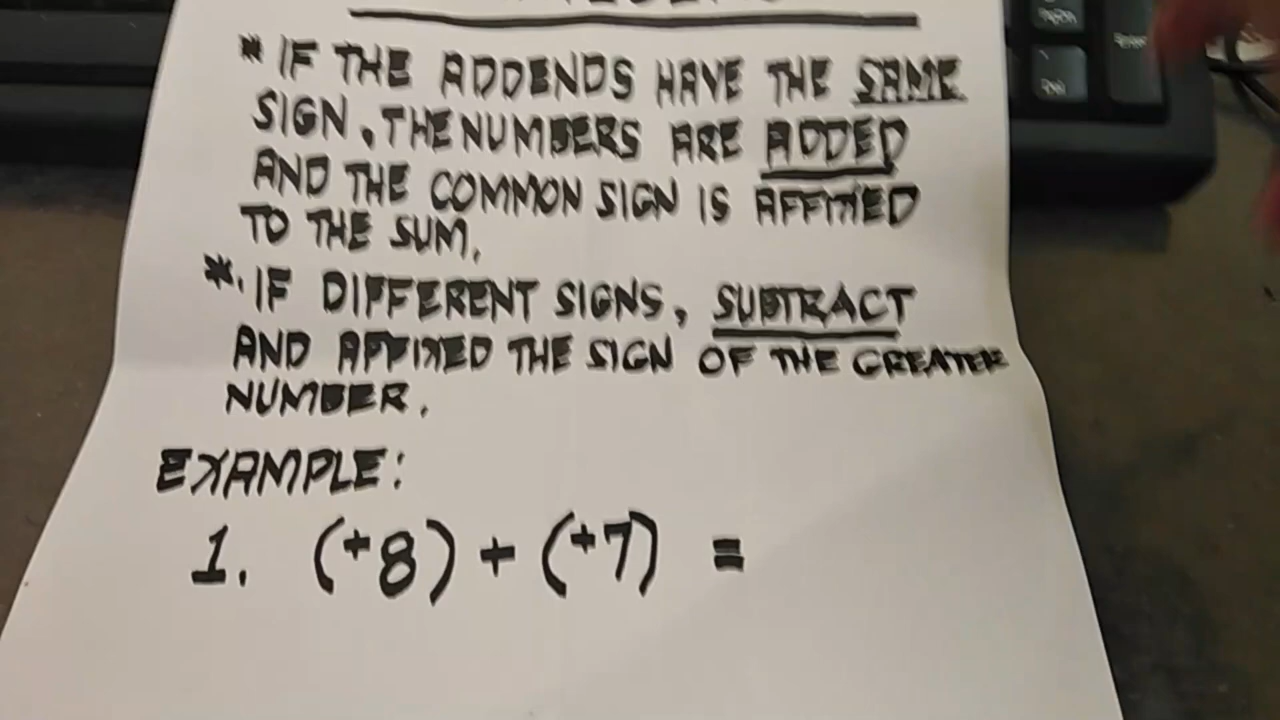 * IF THE ADDENDS HAVE THE SAME
SIGN, THE NUMBERS ARE ADDED
AND THE COMMON SIGN IS AFFIXED
TO THE SUM.
*. IF DIFFERENT SIGNS, SUBTRACT
AND AFFIXED THE SIGN OF THE GREATER
NUMBER.
EXAMPLE:
1. (+8) + (+7) =